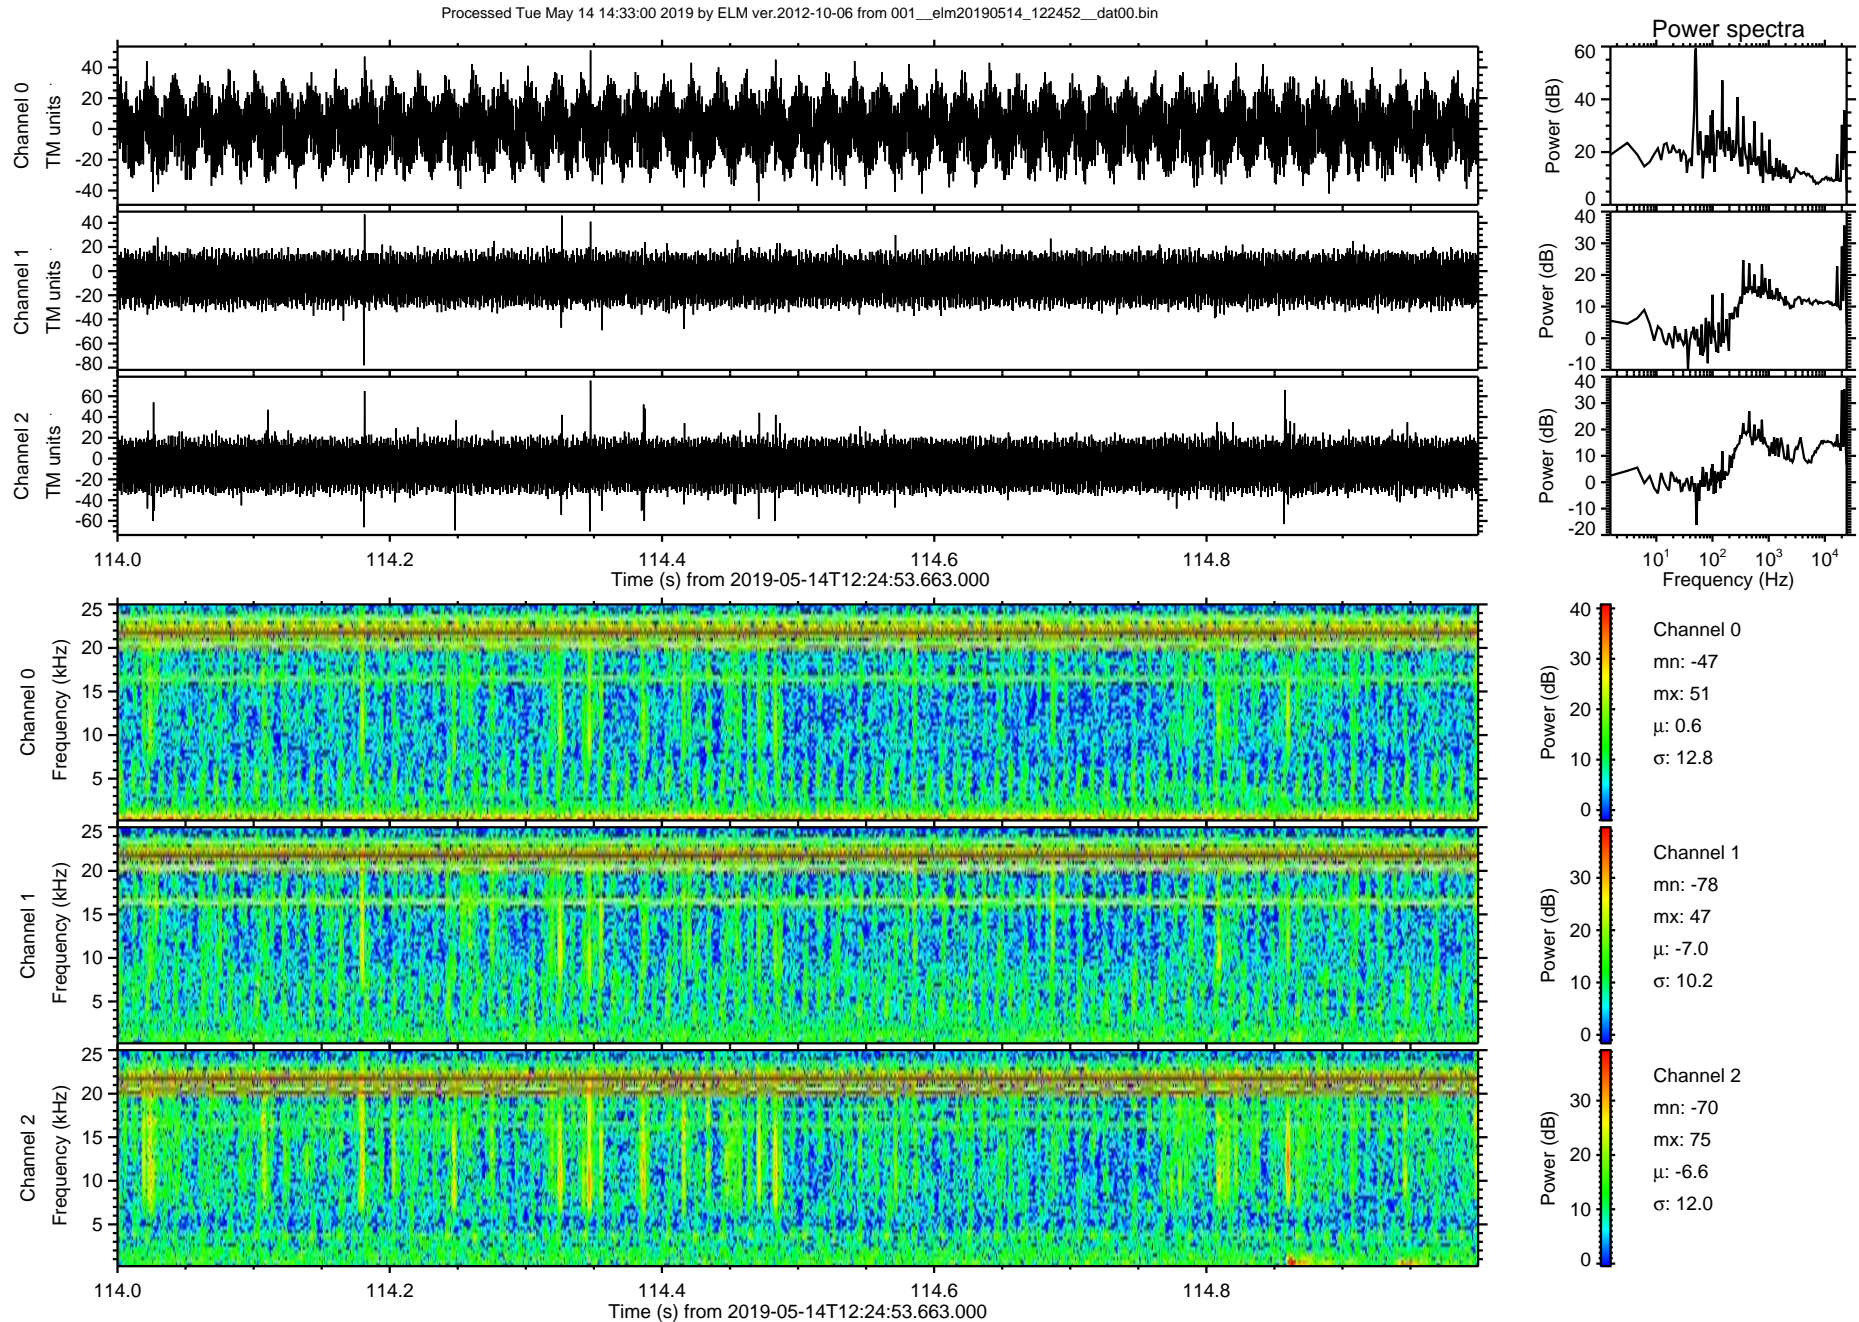 Processed Tue May 14 14:33:00 2019 by ELM ver.2012-10-06 from 001__elm20190514_122452__dat00.bin
Power spectra
Channel 0
TM units
40
20
0
-20
-40
Power (dB)
60
40
20
0
Channel 1
TM units
40
20
0
-20
-40
-60
-80
Power (dB)
40
30
20
10
0
-10
Channel 2
TM units
60
40
20
0
-20
-40
-60
Power (dB)
40
30
20
10
0
-10
-20
114.0 114.2 114.4 114.6 114.8
Time (s) from 2019-05-14T12:24:53.663.000
10¹ 10² 10³ 10⁴
Frequency (Hz)
Channel 0
Frequency (kHz)
25
20
15
10
5
Power (dB)
40
30
20
10
0
Channel 0
mn: -47
mx: 51
μ: 0.6
σ: 12.8
Channel 1
Frequency (kHz)
25
20
15
10
5
Power (dB)
30
20
10
0
Channel 1
mn: -78
mx: 47
μ: -7.0
σ: 10.2
Channel 2
Frequency (kHz)
25
20
15
10
5
Power (dB)
30
20
10
0
Channel 2
mn: -70
mx: 75
μ: -6.6
σ: 12.0
114.0 114.2 114.4 114.6 114.8
Time (s) from 2019-05-14T12:24:53.663.000